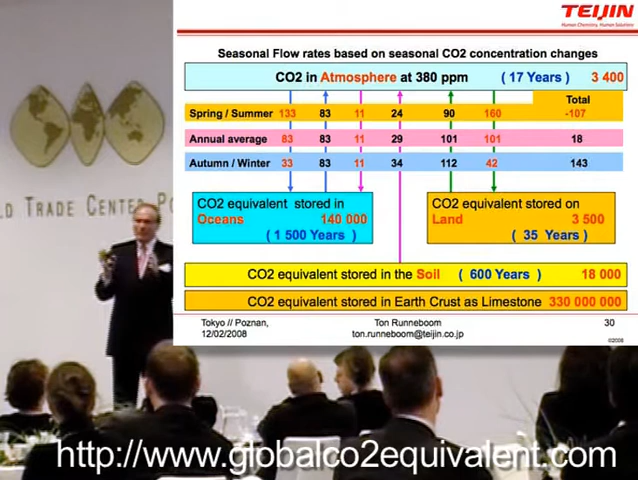 TEIJIN
Human Chemistry, Human Solutions
Seasonal Flow rates based on seasonal CO2 concentration changes
CO2 in Atmosphere at 380 ppm ( 17 Years ) 3 400
Total
Spring / Summer 133 83 11 24 90 160 -107
Annual average 83 83 11 29 101 101 18
Autumn / Winter 33 83 11 34 112 42 143
CO2 equivalent stored in
Oceans 140 000
( 1 500 Years )
CO2 equivalent stored on
Land 3 500
( 35 Years )
CO2 equivalent stored in the Soil ( 600 Years ) 18 000
CO2 equivalent stored in Earth Crust as Limestone 330 000 000
Tokyo // Poznan,
12/02/2008
Ton Runneboom
ton.runneboom@teijin.co.jp
30
©2008
LD TRADE CENTER PO
http://www.globalco2equivalent.com